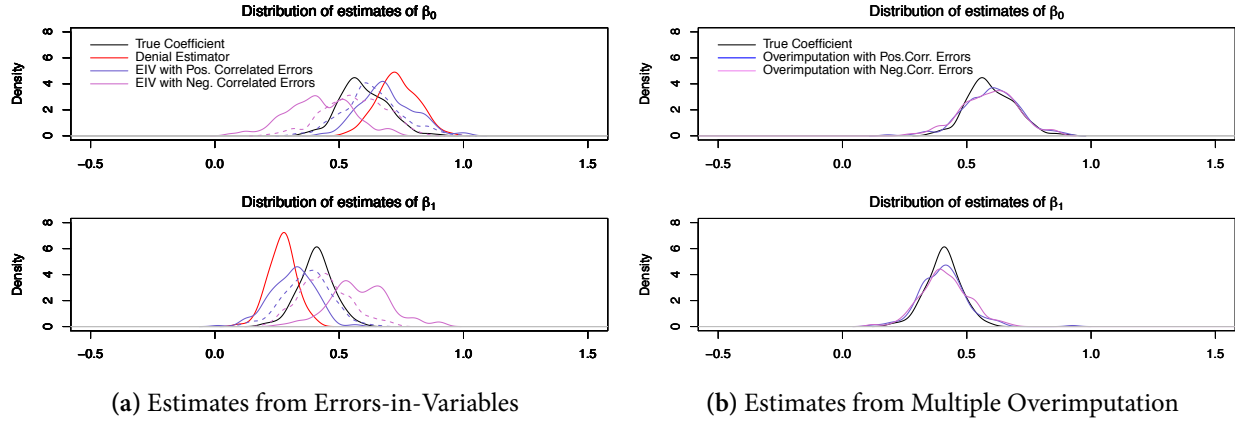 Distribution of estimates of β0
Density
8
6
4
2
0
True Coefficient
Denial Estimator
EIV with Pos. Correlated Errors
EIV with Neg. Correlated Errors
−0.5 0.0 0.5 1.0 1.5
Distribution of estimates of β1
Density
8
6
4
2
0
−0.5 0.0 0.5 1.0 1.5
(a) Estimates from Errors-in-Variables
Distribution of estimates of β0
Density
8
6
4
2
0
True Coefficient
Overimputation with Pos.Corr. Errors
Overimputation with Neg.Corr. Errors
−0.5 0.0 0.5 1.0 1.5
Distribution of estimates of β1
Density
8
6
4
2
0
−0.5 0.0 0.5 1.0 1.5
(b) Estimates from Multiple Overimputation